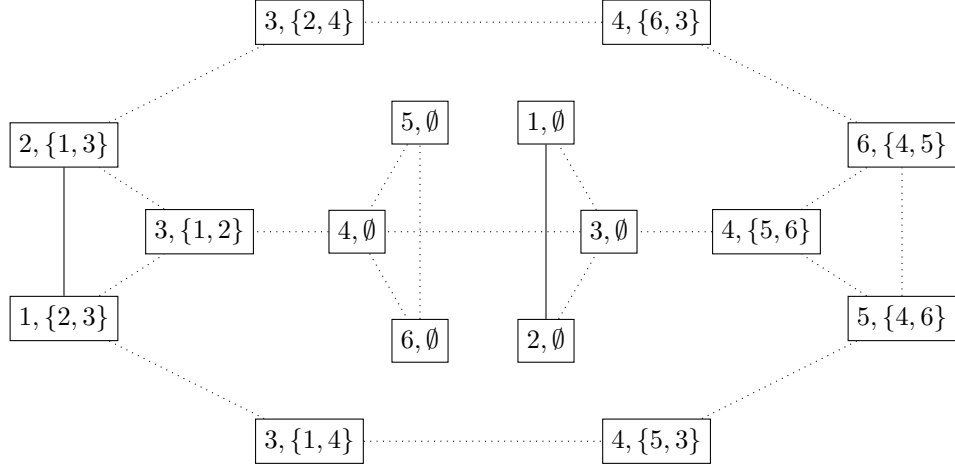 3, {2, 4}
4, {6, 3}
5, ∅
1, ∅
2, {1, 3}
6, {4, 5}
3, {1, 2}
4, ∅
3, ∅
4, {5, 6}
1, {2, 3}
5, {4, 6}
6, ∅
2, ∅
3, {1, 4}
4, {5, 3}